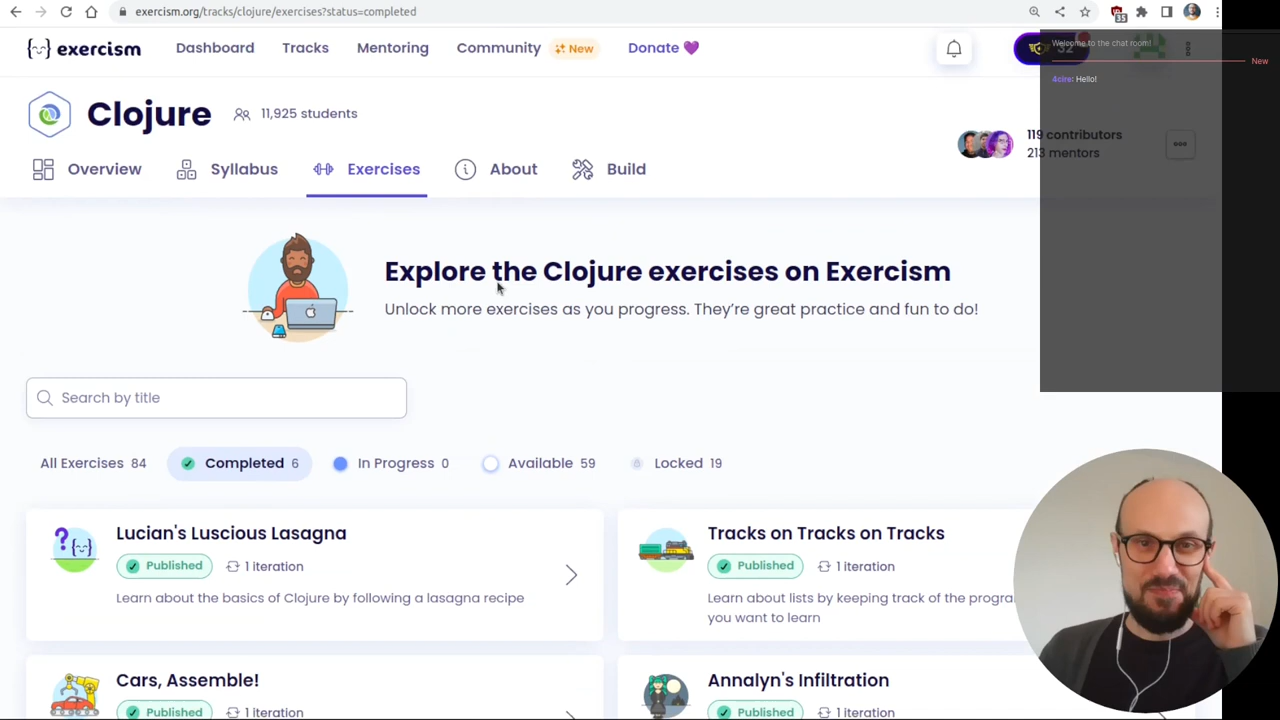 exercism.org/tracks/clojure/exercises?status=completed
35
exercism
Dashboard
Tracks
Mentoring
Community
New
Donate 💜
32
Welcome to the chat room!
New
4cire: Hello!
Clojure
11,925 students
119 contributors
213 mentors
Overview
Syllabus
Exercises
About
Build
Explore the Clojure exercises on Exercism
Unlock more exercises as you progress. They’re great practice and fun to do!
Search by title
All Exercises 84
Completed 6
In Progress 0
Available 59
Locked 19
Lucian's Luscious Lasagna
Published
1 iteration
Learn about the basics of Clojure by following a lasagna recipe
Tracks on Tracks on Tracks
Published
1 iteration
Learn about lists by keeping track of the
you want to learn
Cars, Assemble!
Published
1 iteration
Annalyn's Infiltration
Published
1 iteration